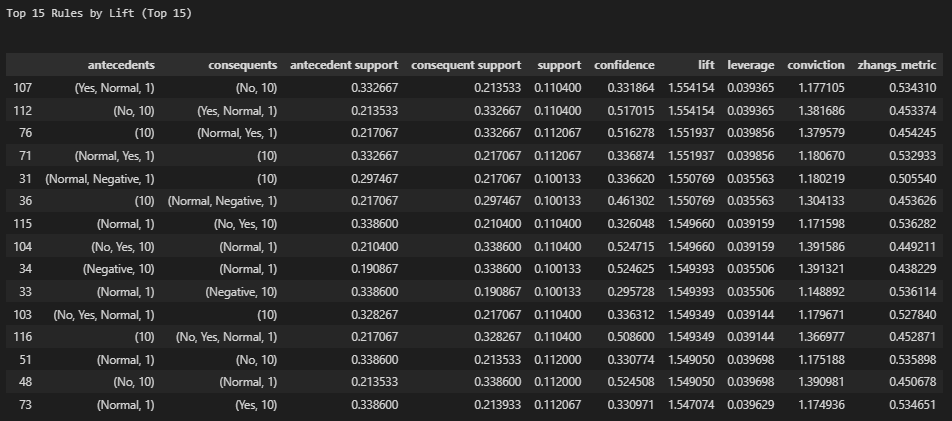 Top 15 Rules by Lift (Top 15)
antecedents consequents antecedent support consequent support support confidence lift leverage conviction zhangs_metric
107 (Yes, Normal, 1) (No, 10) 0.332667 0.213533 0.110400 0.331864 1.554154 0.039365 1.177105 0.534310
112 (No, 10) (Yes, Normal, 1) 0.213533 0.332667 0.110400 0.517015 1.554154 0.039365 1.381686 0.453374
76 (10) (Normal, Yes, 1) 0.217067 0.332667 0.112067 0.516278 1.551937 0.039856 1.379579 0.454245
71 (Normal, Yes, 1) (10) 0.332667 0.217067 0.112067 0.336874 1.551937 0.039856 1.180670 0.532933
31 (Normal, Negative, 1) (10) 0.297467 0.217067 0.100133 0.336620 1.550769 0.035563 1.180219 0.505540
36 (10) (Normal, Negative, 1) 0.217067 0.297467 0.100133 0.461302 1.550769 0.035563 1.304133 0.453626
115 (Normal, 1) (No, Yes, 10) 0.338600 0.210400 0.110400 0.326048 1.549660 0.039159 1.171598 0.536282
104 (No, Yes, 10) (Normal, 1) 0.210400 0.338600 0.110400 0.524715 1.549660 0.039159 1.391586 0.449211
34 (Negative, 10) (Normal, 1) 0.190867 0.338600 0.100133 0.524625 1.549393 0.035506 1.391321 0.438229
33 (Normal, 1) (Negative, 10) 0.338600 0.190867 0.100133 0.295728 1.549393 0.035506 1.148892 0.536114
103 (No, Yes, Normal, 1) (10) 0.328267 0.217067 0.110400 0.336312 1.549349 0.039144 1.179671 0.527840
116 (10) (No, Yes, Normal, 1) 0.217067 0.328267 0.110400 0.508600 1.549349 0.039144 1.366977 0.452871
51 (Normal, 1) (No, 10) 0.338600 0.213533 0.112000 0.330774 1.549050 0.039698 1.175188 0.535898
48 (No, 10) (Normal, 1) 0.213533 0.338600 0.112000 0.524508 1.549050 0.039698 1.390981 0.450678
73 (Normal, 1) (Yes, 10) 0.338600 0.213933 0.112067 0.330971 1.547074 0.039629 1.174936 0.534651